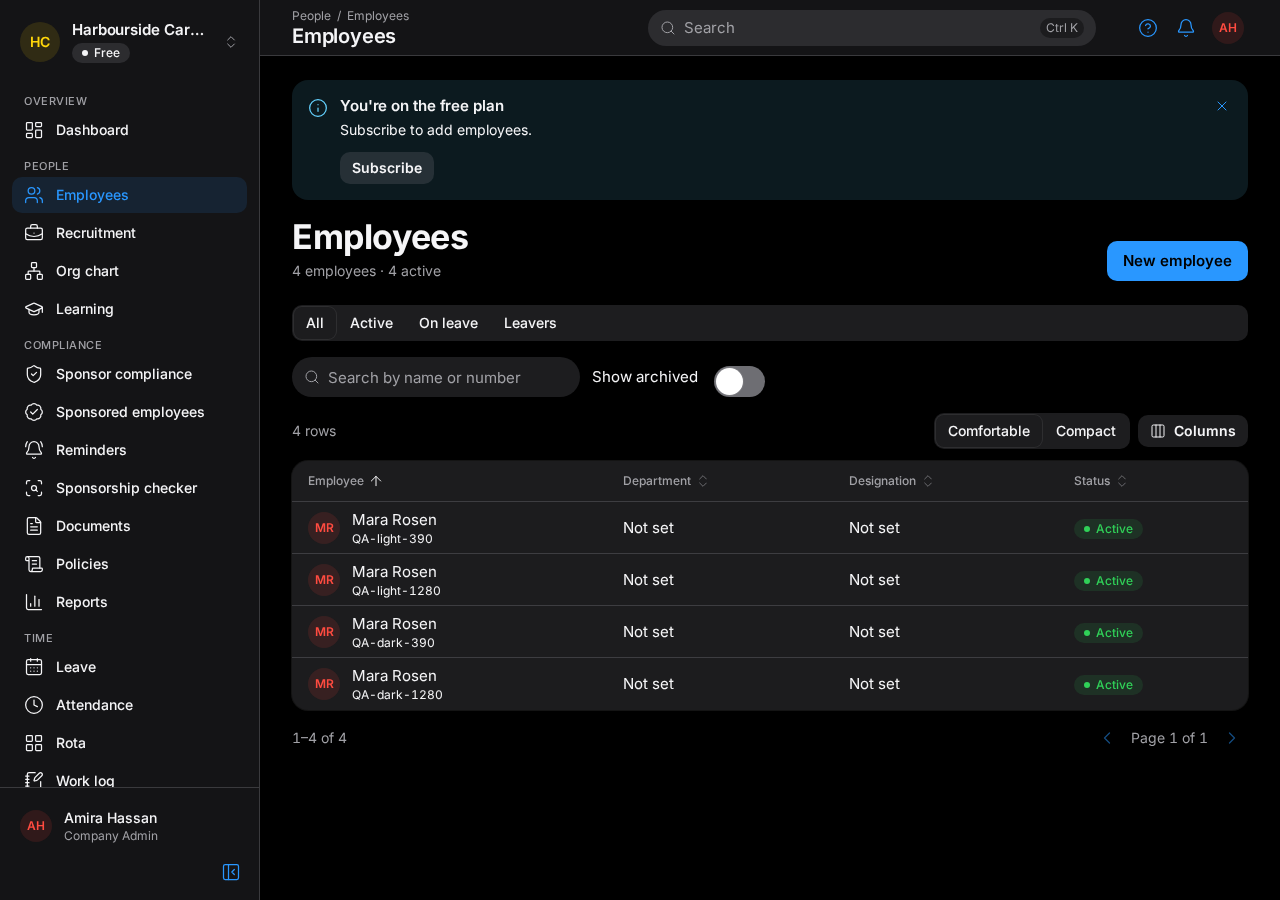 HC
Harbourside Car...
Free
OVERVIEW
Dashboard
PEOPLE
Employees
Recruitment
Org chart
Learning
COMPLIANCE
Sponsor compliance
Sponsored employees
Reminders
Sponsorship checker
Documents
Policies
Reports
TIME
Leave
Attendance
Rota
Work log
AH
Amira Hassan
Company Admin
People / Employees
Employees
Search
Ctrl K
AH
You're on the free plan
Subscribe to add employees.
Subscribe
Employees
4 employees · 4 active
New employee
All Active On leave Leavers
Search by name or number
Show archived
4 rows
Comfortable Compact Columns
Employee Department Designation Status
MR Mara Rosen Not set Not set Active
QA-light-390
MR Mara Rosen Not set Not set Active
QA-light-1280
MR Mara Rosen Not set Not set Active
QA-dark-390
MR Mara Rosen Not set Not set Active
QA-dark-1280
1–4 of 4
Page 1 of 1